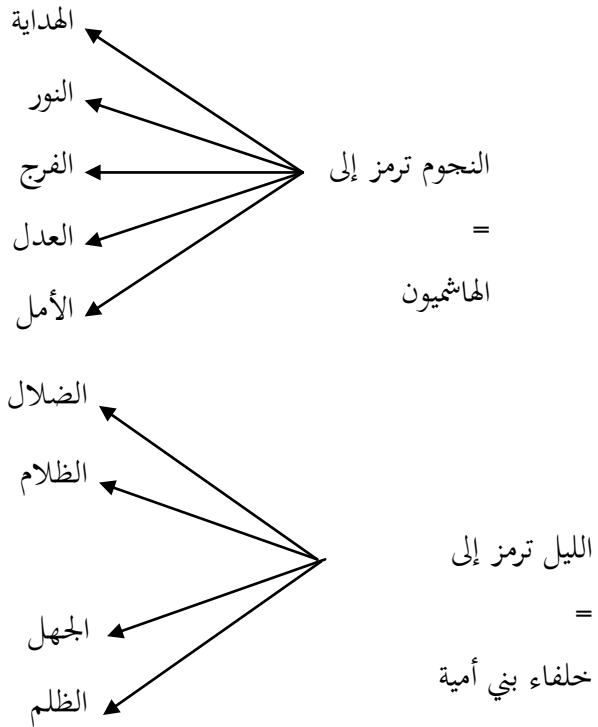 النجوم ترمز إلى
=
الهاشميون
الهداية
النور
الفرج
العدل
الأمل
الليل ترمز إلى
=
خلفاء بني أمية
الضلال
الظلام
الجهل
الظلم